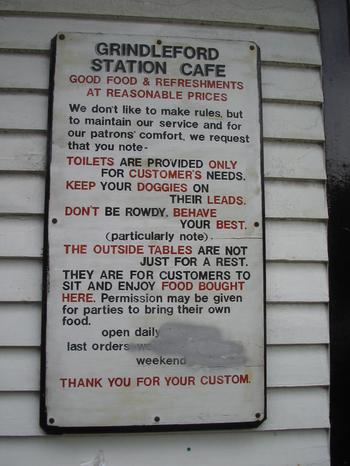 GRINDLEFORD
STATION CAFE
GOOD FOOD & REFRESHMENTS
AT REASONABLE PRICES
We don't like to make rules, but
to maintain our service and for
our patrons' comfort, we request
that you note-
TOILETS ARE PROVIDED ONLY
FOR CUSTOMER'S NEEDS.
KEEP YOUR DOGGIES ON
THEIR LEADS.
DON'T BE ROWDY. BEHAVE
YOUR BEST.
(particularly note) -
THE OUTSIDE TABLES ARE NOT
JUST FOR A REST.
THEY ARE FOR CUSTOMERS TO
SIT AND ENJOY FOOD BOUGHT
HERE. Permission may be given
for parties to bring their own
food.
open daily
last orders
weekend
THANK YOU FOR YOUR CUSTOM.